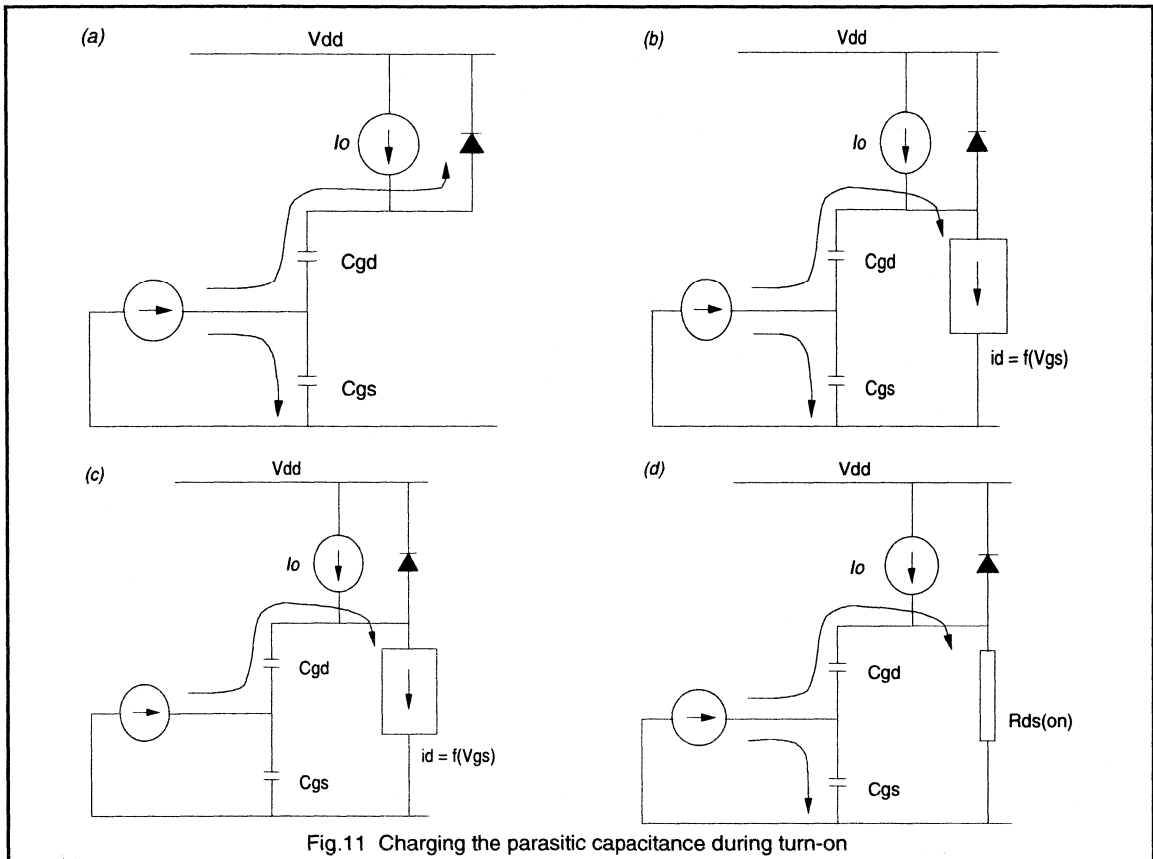 (a)
Vdd
Io
Cgd
Cgs
(b)
Vdd
Io
Cgd
Cgs
id = f(Vgs)
(c)
Vdd
Io
Cgd
Cgs
id = f(Vgs)
(d)
Vdd
Io
Cgd
Cgs
Rds(on)
Fig.11 Charging the parasitic capacitance during turn-on